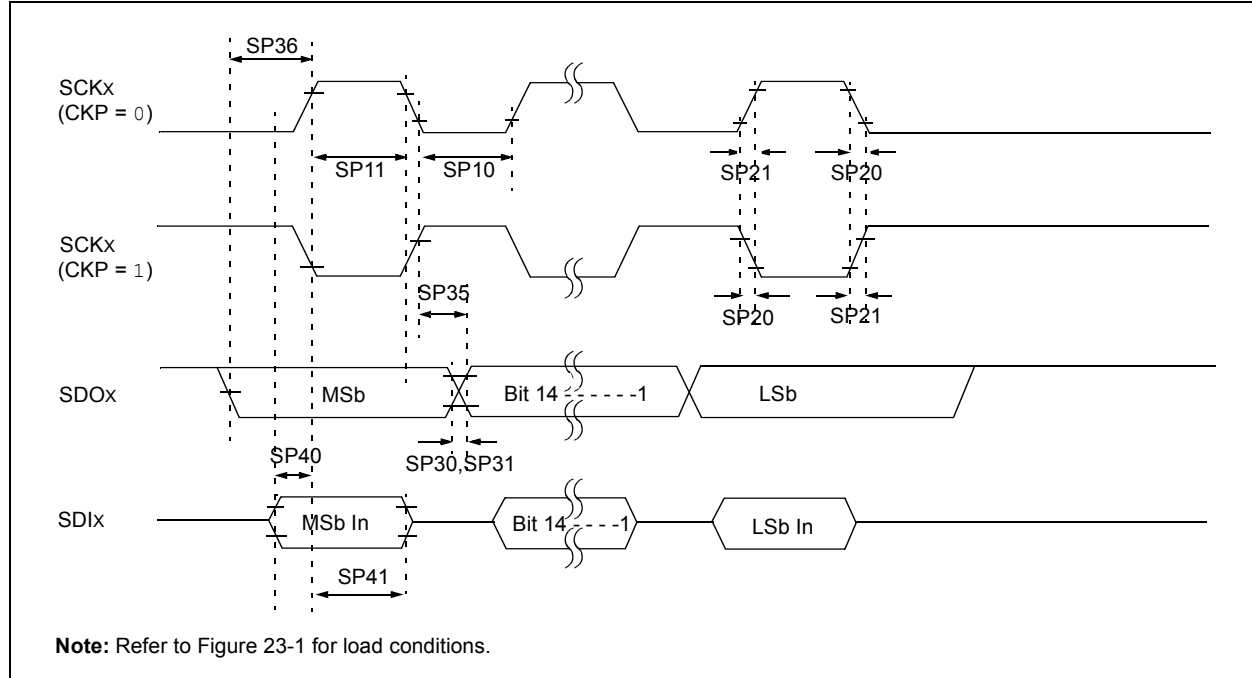 SP36
SCKx
(CKP = 0)
SP11
SP10
SP21
SP20
SCKx
(CKP = 1)
SP35
SP20
SP21
SDOx
MSb
Bit 14 - - - - - -1
LSb
SP40
SP30,SP31
SDIx
MSb In
Bit 14 - - - -1
LSb In
SP41
Note: Refer to Figure 23-1 for load conditions.